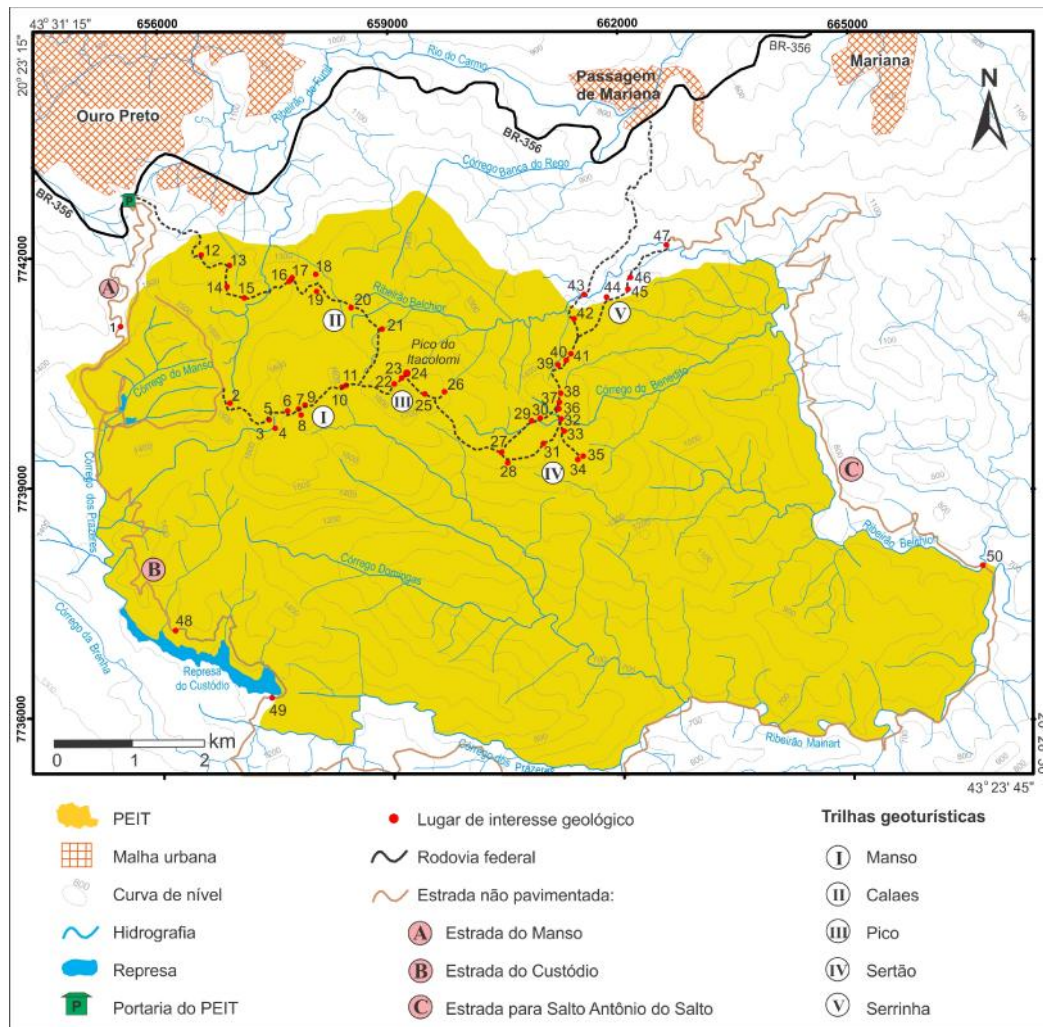 43° 31' 15"
656000
659000
662000
665000
20° 23' 15"
BR-356
Rio do Carmo
Ribeirão do Funil
Passagem
de Mariana
Mariana
N
Ouro Preto
BR-356
Córrego Banca do Rego
BR-356
P
7742000
12
13
14
15
16
17
18
19
20
21
II
Ribeirão Belchior
A
1
Pico do
Itacolomi
47
46
45
44
43
42
V
41
40
39
38
37
36
Córrego do Benedito
Córrego do Manso
2
3
4
5
6
7
8
9
10
11
I
22
23
24
25
26
III
27
28
29
30
31
32
33
34
35
IV
7739000
C
Córrego dos Prazeres
Ribeirão Belchior
50
B
Córrego Domingas
48
Córrego da Brenha
Represa
do Custódio
49
7736000
km
0 1 2
Córrego dos Prazeres
Ribeirão Mainart
20° 28' 30"
43° 23' 45"
PEIT
Malha urbana
800
Curva de nível
Hidrografia
Represa
P Portaria do PEIT
Lugar de interesse geológico
Rodovia federal
Estrada não pavimentada:
A Estrada do Manso
B Estrada do Custódio
C Estrada para Salto Antônio do Salto
Trilhas geoturísticas
I Manso
II Calaes
III Pico
IV Sertão
V Serrinha